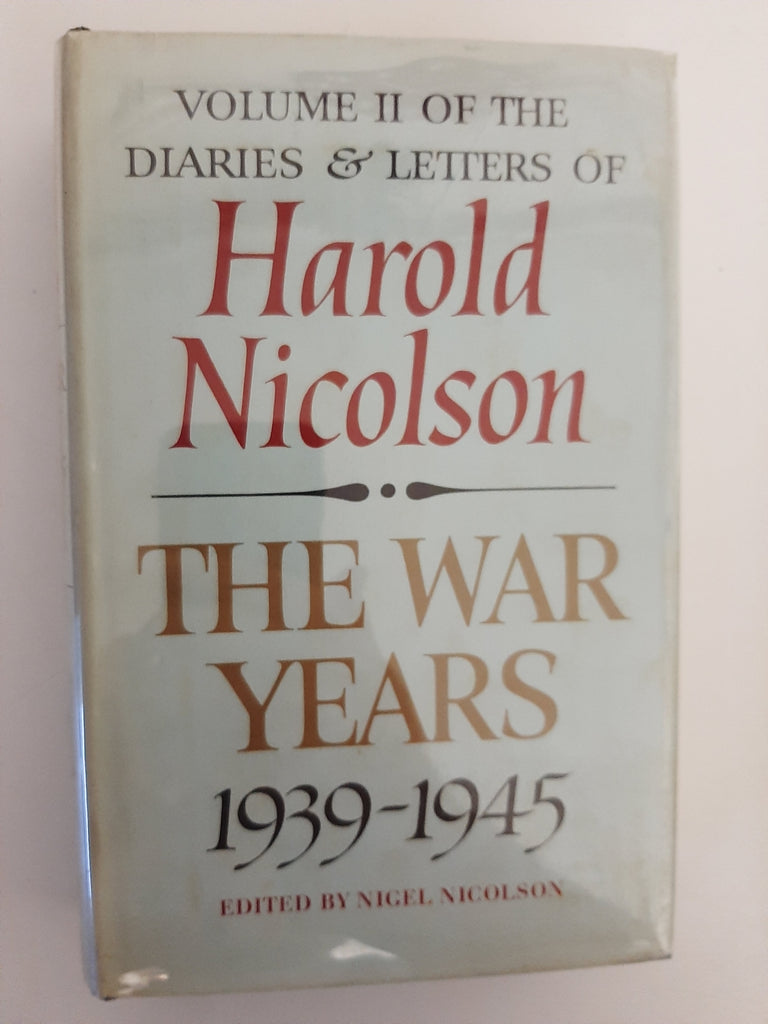 VOLUME II OF THE
DIARIES & LETTERS OF
Harold
Nicolson
THE WAR
YEARS
1939-1945
EDITED BY NIGEL NICOLSON